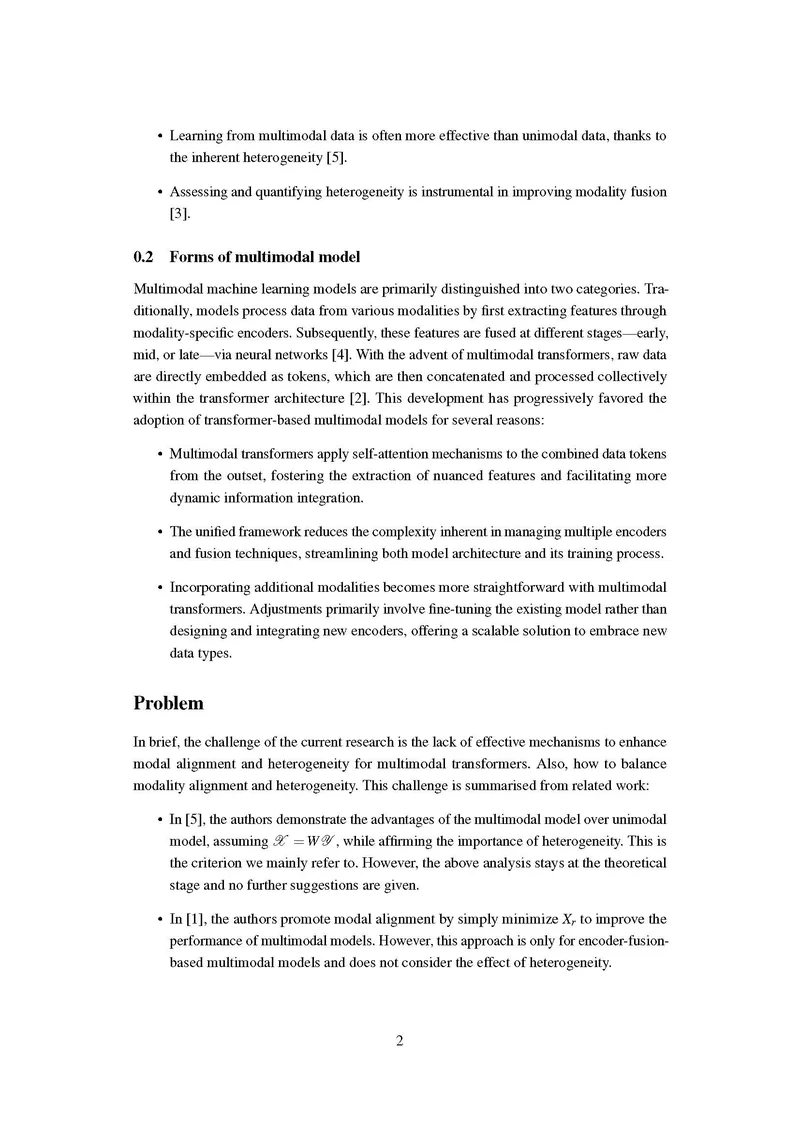 • Learning from multimodal data is often more effective than unimodal data, thanks to
the inherent heterogeneity [5].
• Assessing and quantifying heterogeneity is instrumental in improving modality fusion
[3].
0.2 Forms of multimodal model
Multimodal machine learning models are primarily distinguished into two categories. Tra-
ditionally, models process data from various modalities by first extracting features through
modality-specific encoders. Subsequently, these features are fused at different stages—early,
mid, or late—via neural networks [4]. With the advent of multimodal transformers, raw data
are directly embedded as tokens, which are then concatenated and processed collectively
within the transformer architecture [2]. This development has progressively favored the
adoption of transformer-based multimodal models for several reasons:
• Multimodal transformers apply self-attention mechanisms to the combined data tokens
from the outset, fostering the extraction of nuanced features and facilitating more
dynamic information integration.
• The unified framework reduces the complexity inherent in managing multiple encoders
and fusion techniques, streamlining both model architecture and its training process.
• Incorporating additional modalities becomes more straightforward with multimodal
transformers. Adjustments primarily involve fine-tuning the existing model rather than
designing and integrating new encoders, offering a scalable solution to embrace new
data types.
Problem
In brief, the challenge of the current research is the lack of effective mechanisms to enhance
modal alignment and heterogeneity for multimodal transformers. Also, how to balance
modality alignment and heterogeneity. This challenge is summarised from related work:
• In [5], the authors demonstrate the advantages of the multimodal model over unimodal
model, assuming 𝒳 = W𝒴, while affirming the importance of heterogeneity. This is
the criterion we mainly refer to. However, the above analysis stays at the theoretical
stage and no further suggestions are given.
• In [1], the authors promote modal alignment by simply minimize Xᵣ to improve the
performance of multimodal models. However, this approach is only for encoder-fusion-
based multimodal models and does not consider the effect of heterogeneity.
2